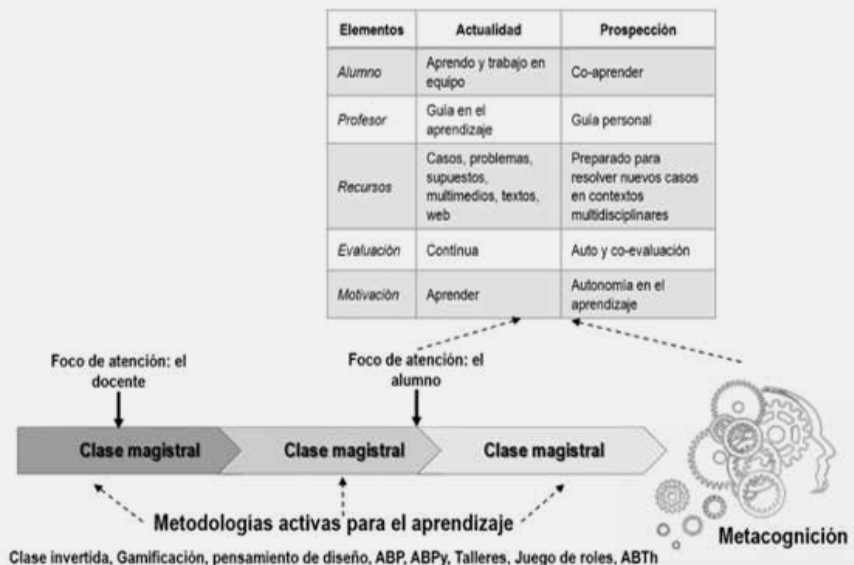 Elementos Actualidad Prospección
Alumno Aprendo y trabajo en equipo Co-aprender
Profesor Guía en el aprendizaje Guía personal
Recursos Casos, problemas, supuestos, multimedios, textos, web Preparado para resolver nuevos casos en contextos multidisciplinares
Evaluación Continua Auto y co-evaluación
Motivación Aprender Autonomía en el aprendizaje
Foco de atención: el
docente
Foco de atención: el
alumno
Clase magistral
Clase magistral
Clase magistral
Metodologías activas para el aprendizaje
Metacognición
Clase invertida, Gamificación, pensamiento de diseño, ABP, ABPy, Talleres, Juego de roles, ABTh